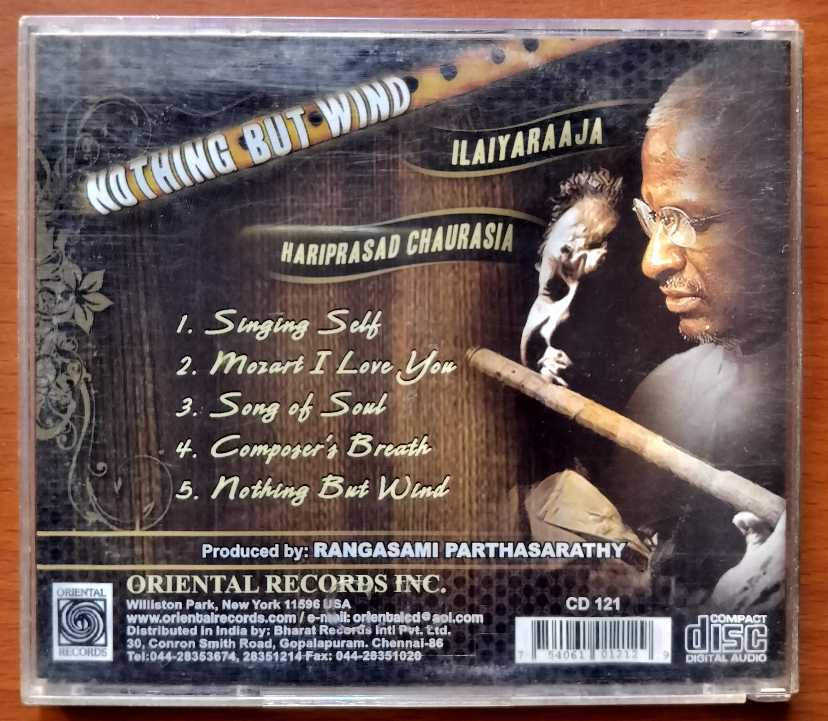 NOTHING BUT WIND
ILAIYARAAJA
HARIPRASAD CHAURASIA
1. Singing Self
2. Mozart I Love You
3. Song of Soul
4. Composer's Breath
5. Nothing But Wind
Produced by: RANGASAMI PARTHASARATHY
ORIENTAL RECORDS
ORIENTAL RECORDS INC.
Williston Park, New York 11596 USA
www.orientalrecords.com / e-mail: orientalcd@aol.com
Distributed in India by: Bharat Records Intl Pvt. Ltd.
30, Conron Smith Road, Gopalapuram. Chennai-86
Tel:044-28353674, 28351214 Fax: 044-28351020
CD 121
7 54061 01212 9
COMPACT
disc
DIGITAL AUDIO